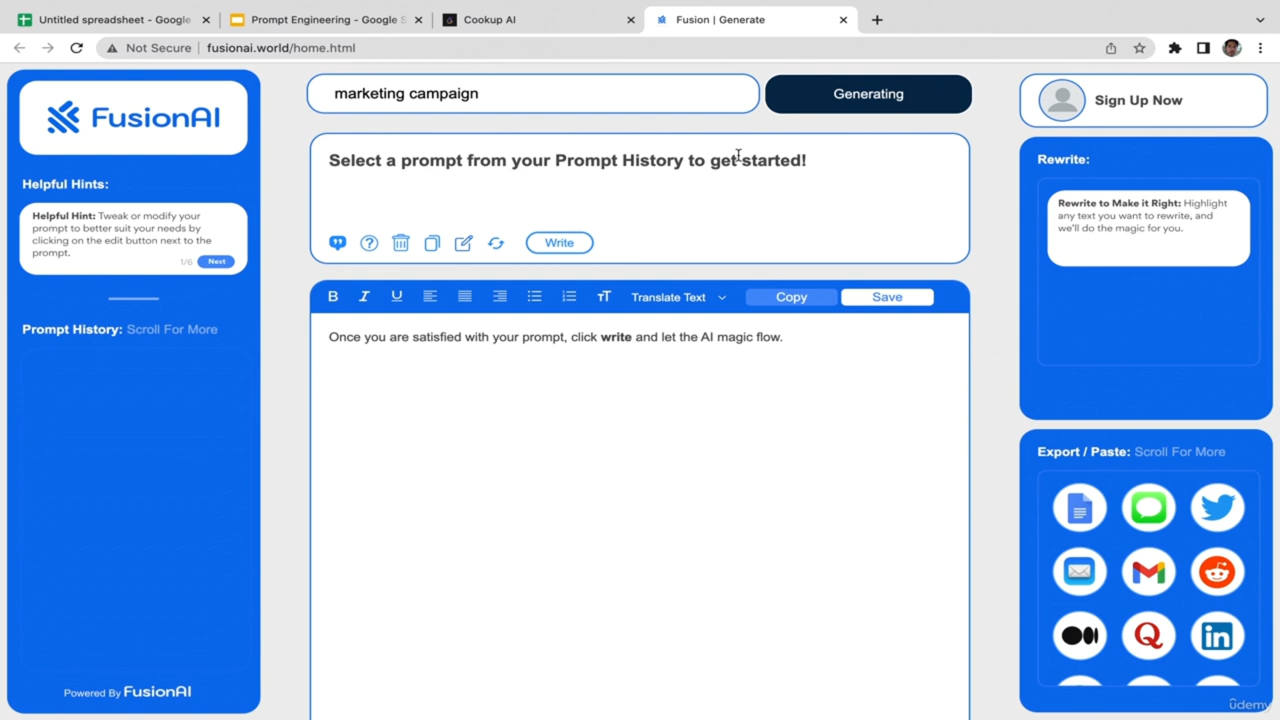 Untitled spreadsheet - Google
Prompt Engineering - Google S
Cookup AI
Fusion | Generate
Not Secure
fusionai.world/home.html
FusionAI
Helpful Hints:
Helpful Hint: Tweak or modify your
prompt to better suit your needs by
clicking on the edit button next to the
prompt.
1/6
Next
Prompt History: Scroll For More
Powered By FusionAI
marketing campaign
Generating
Select a prompt from your Prompt History to get started!
Write
B I U
TT
Translate Text
Copy
Save
Once you are satisfied with your prompt, click write and let the AI magic flow.
Sign Up Now
Rewrite:
Rewrite to Make it Right: Highlight
any text you want to rewrite, and
we'll do the magic for you.
Export / Paste: Scroll For More
Q
in
ûdemy